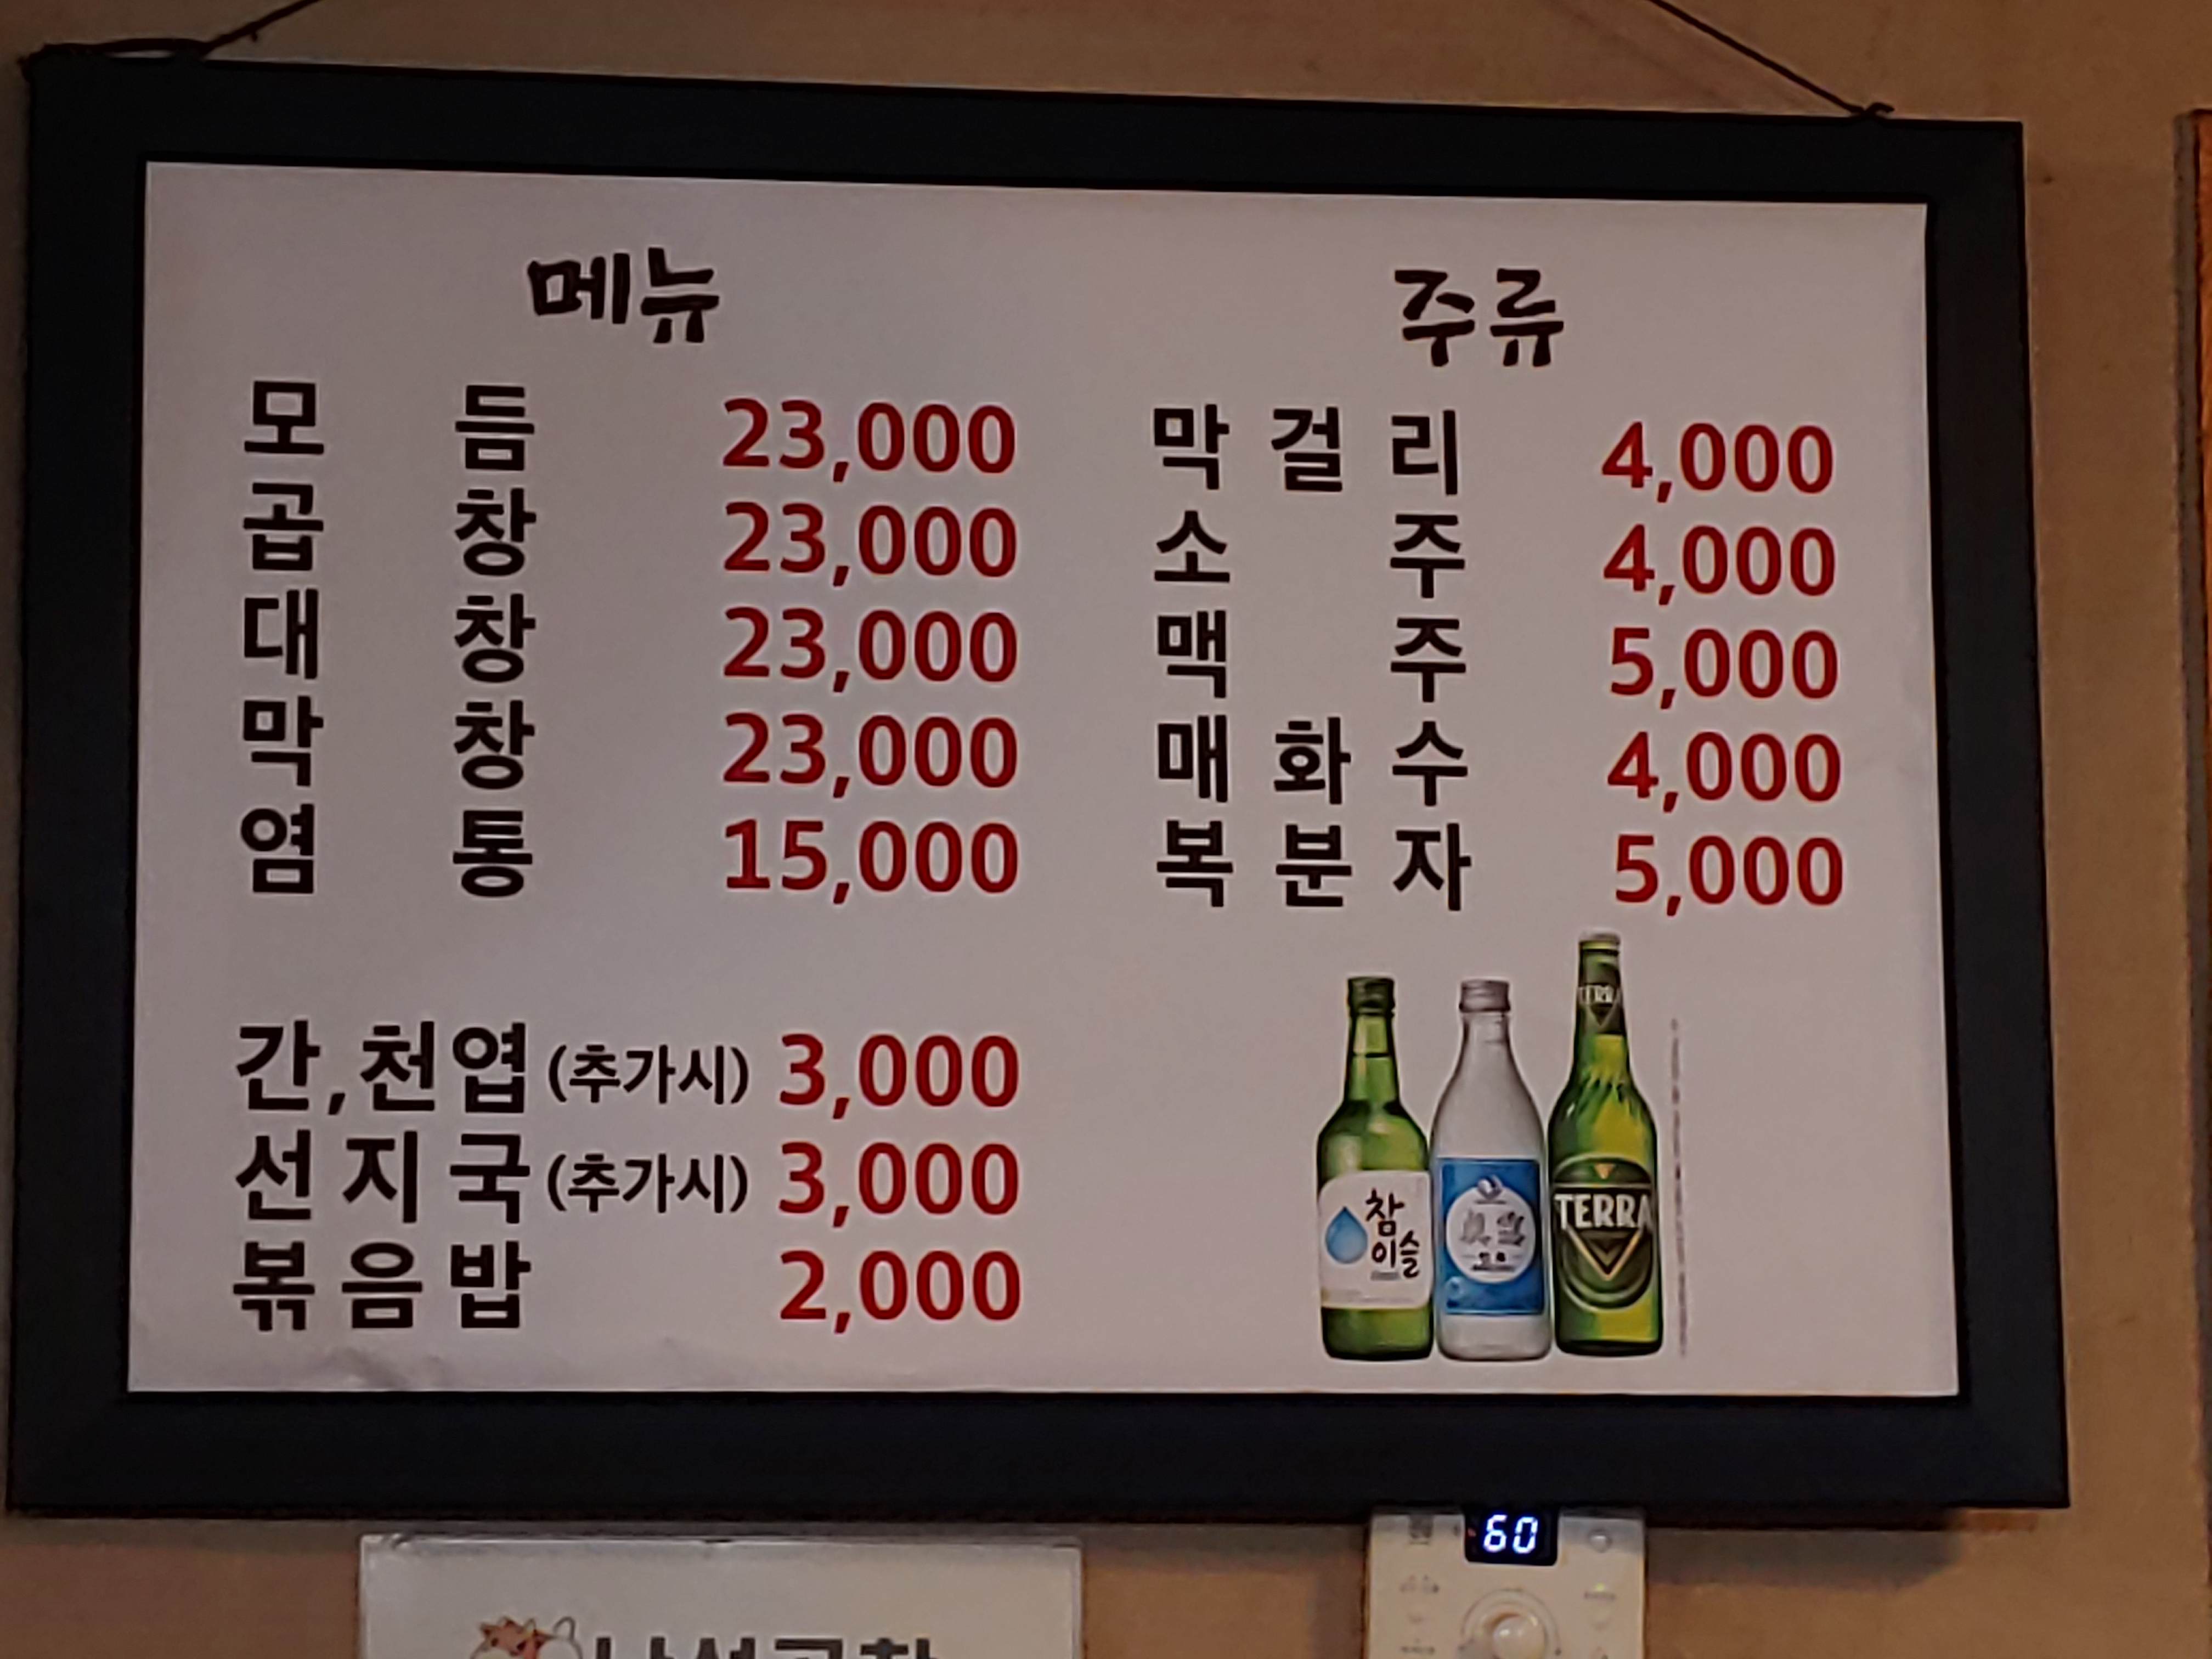 메뉴
모듬 23,000
곱창 23,000
대창 23,000
막창 23,000
염통 15,000
간,천엽(추가시) 3,000
선지국(추가시) 3,000
볶음밥 2,000
주류
막걸리 4,000
소주 4,000
맥주 5,000
매화수 4,000
복분자 5,000
참
이슬
TERRA
TERRA
60